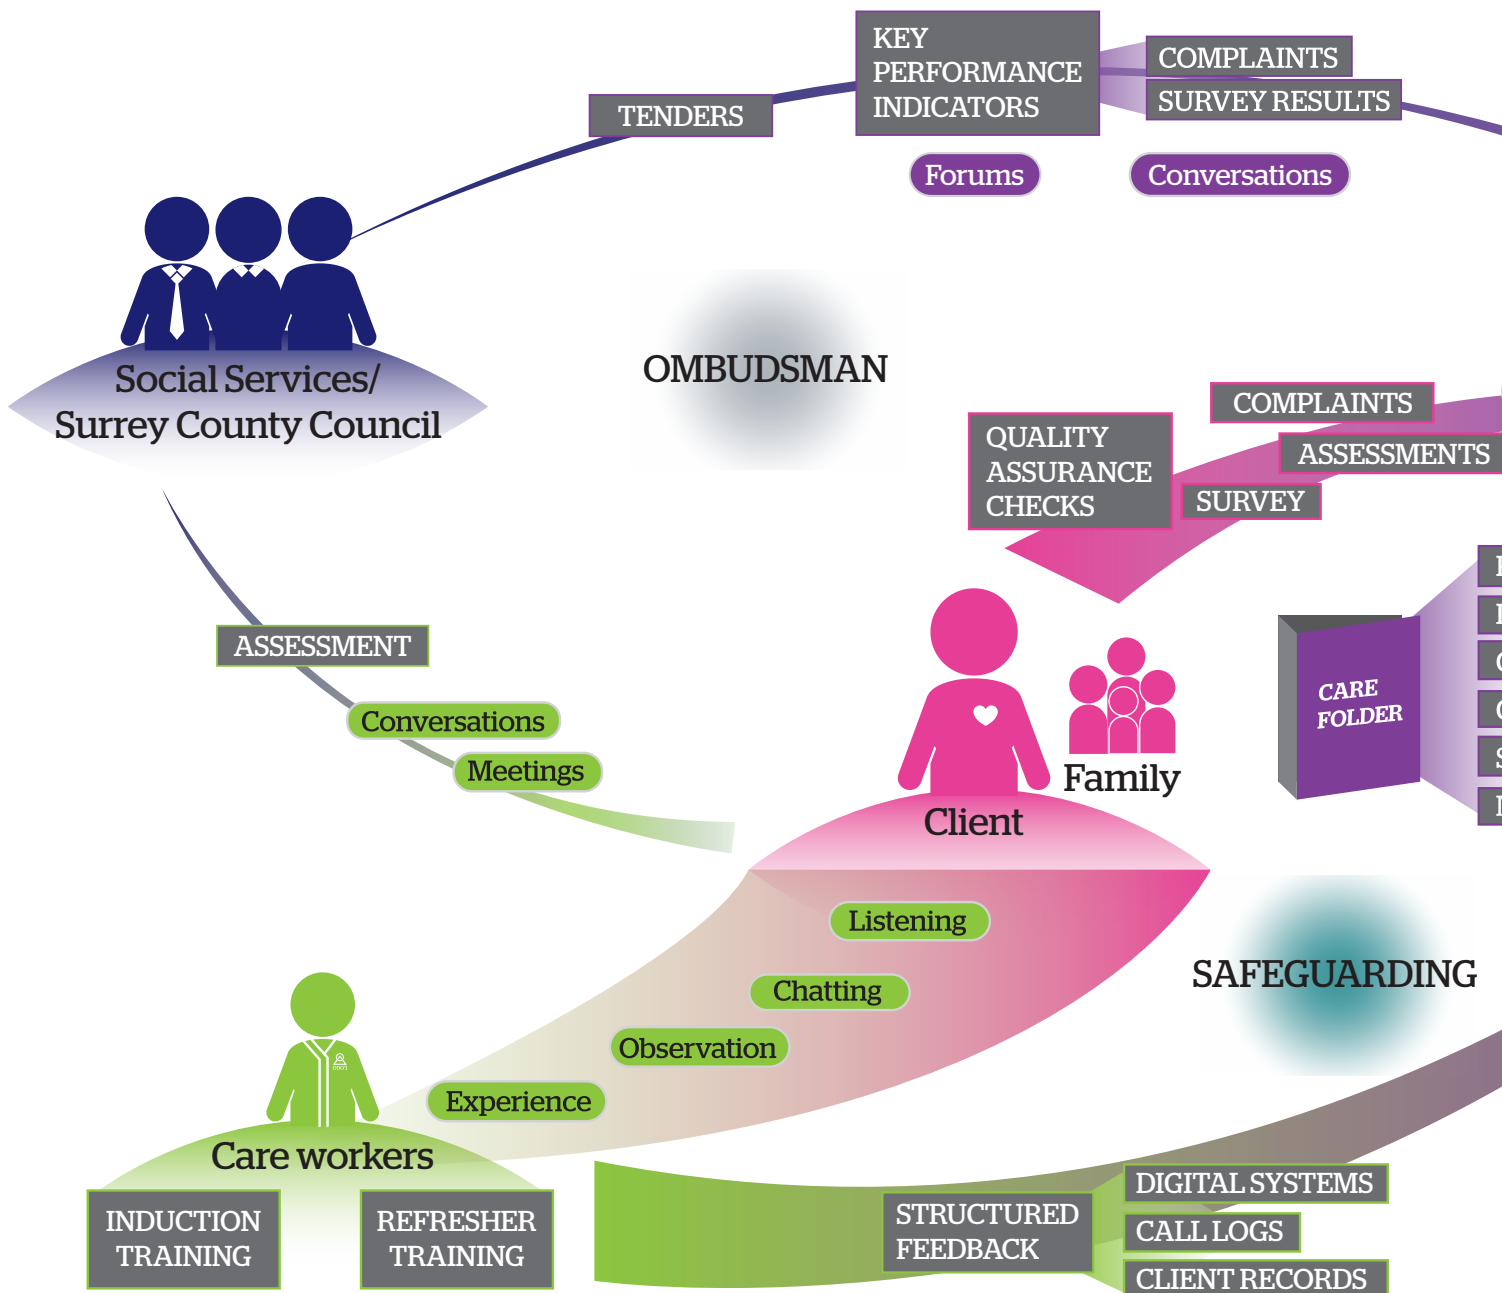 KEY
PERFORMANCE
INDICATORS
COMPLAINTS
SURVEY RESULTS
TENDERS
Forums
Conversations
Social Services/
Surrey County Council
OMBUDSMAN
COMPLAINTS
QUALITY
ASSURANCE
CHECKS
ASSESSMENTS
SURVEY
ASSESSMENT
Conversations
Meetings
CARE
FOLDER
Family
Client
Listening
Chatting
Observation
Experience
SAFEGUARDING
Care workers
INDUCTION
TRAINING
REFRESHER
TRAINING
STRUCTURED
FEEDBACK
DIGITAL SYSTEMS
CALL LOGS
CLIENT RECORDS